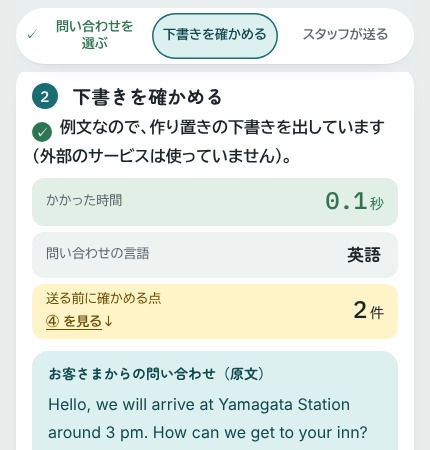 ✓ 問い合わせを
選ぶ
下書きを確かめる
スタッフが送る
2 下書きを確かめる
✓ 例文なので、作り置きの下書きを出しています
（外部のサービスは使っていません）。
かかった時間 0.1秒
問い合わせの言語 英語
送る前に確かめる点
④ を見る↓
2件
お客さまからの問い合わせ（原文）
Hello, we will arrive at Yamagata Station
around 3 pm. How can we get to your inn?